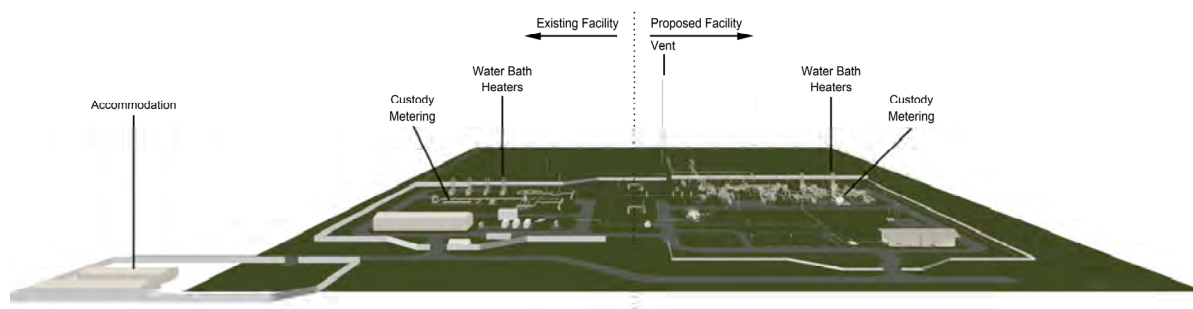 Existing Facility
Proposed Facility
Vent
Water Bath
Heaters
Water Bath
Heaters
Accommodation
Custody
Metering
Custody
Metering